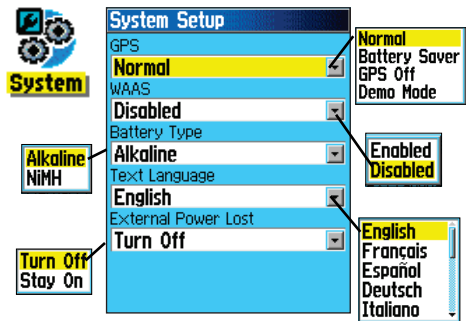 System
System Setup
GPS
Normal
WAAS
Disabled
Battery Type
Alkaline
Text Language
English
External Power Lost
Turn Off
Normal
Battery Saver
GPS Off
Demo Mode
Enabled
Disabled
Alkaline
NiMH
English
Français
Español
Deutsch
Italiano
Turn Off
Stay On